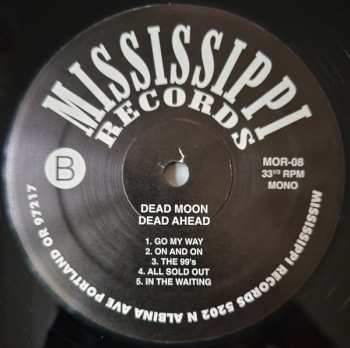 MISSISSIPPI
RECORDS
B
MOR-08
33 1/3 RPM
MONO
DEAD MOON
DEAD AHEAD
1. GO MY WAY
2. ON AND ON
3. THE 99's
4. ALL SOLD OUT
5. IN THE WAITING
MISSISSIPPI RECORDS 5202 N ALBINA AVE PORTLAND OR 97217